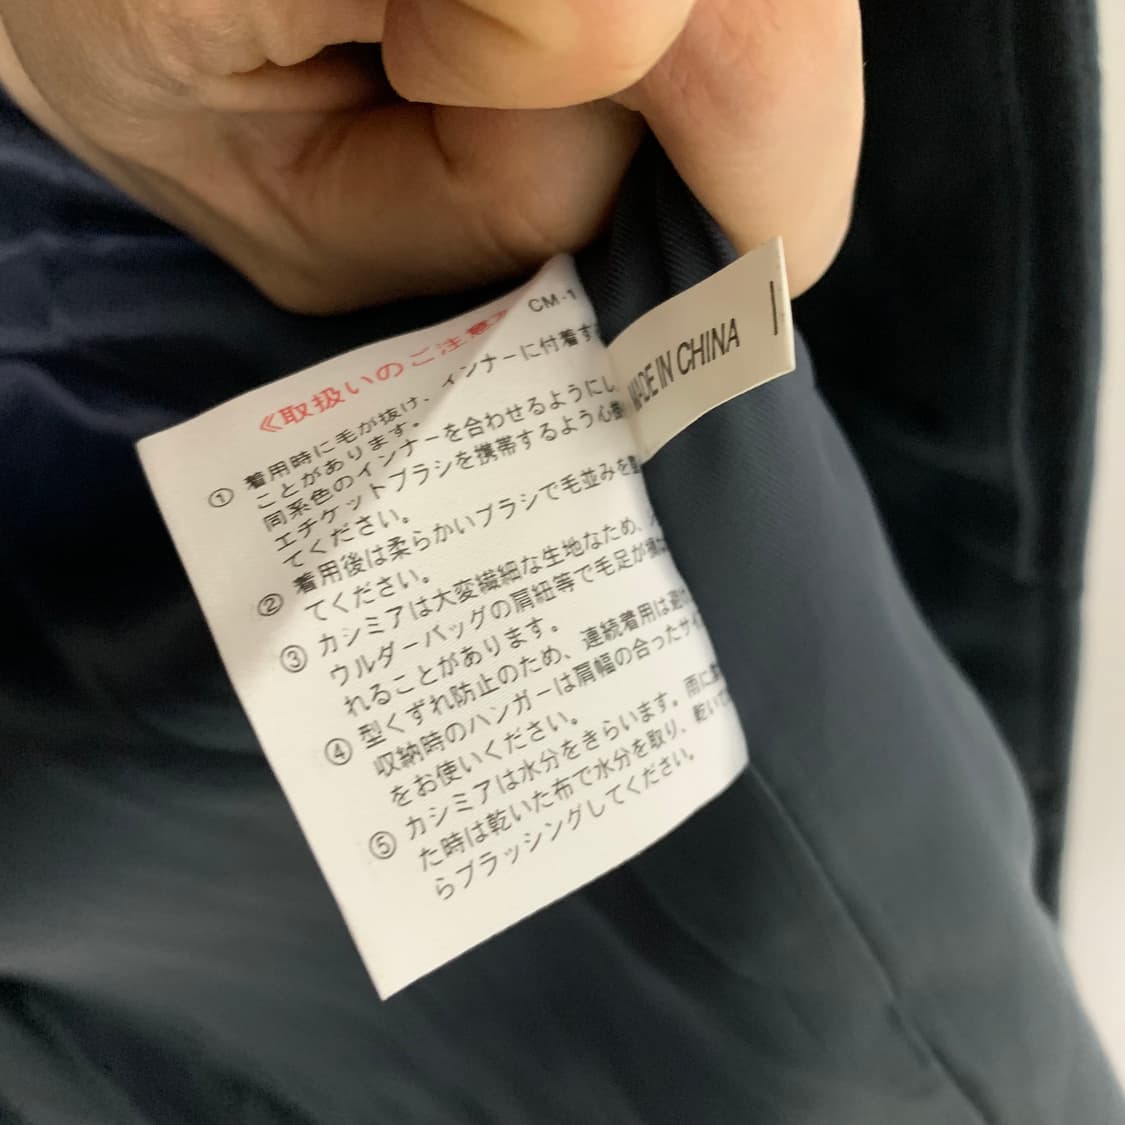 《取扱いのご注意
CM-1
① 着用時に毛が抜け、インナーに付着す
ことがあります。
同系色のインナーを合わせるようにし
エチケットブラシを携帯するよう心掛
てください。
② 着用後は柔らかいブラシで毛並みを
てください。
③ カシミアは大変繊細な生地なため、
ウルダーバッグの肩紐等で毛足が
れることがあります。
④ 型くずれ防止のため、連続着用は避け
収納時のハンガーは肩幅の合ったサイ
をお使いください。
⑤ カシミアは水分をきらいます。雨に
た時は乾いた布で水分を取り、乾いて
らブラッシングしてください。
MADE IN CHINA